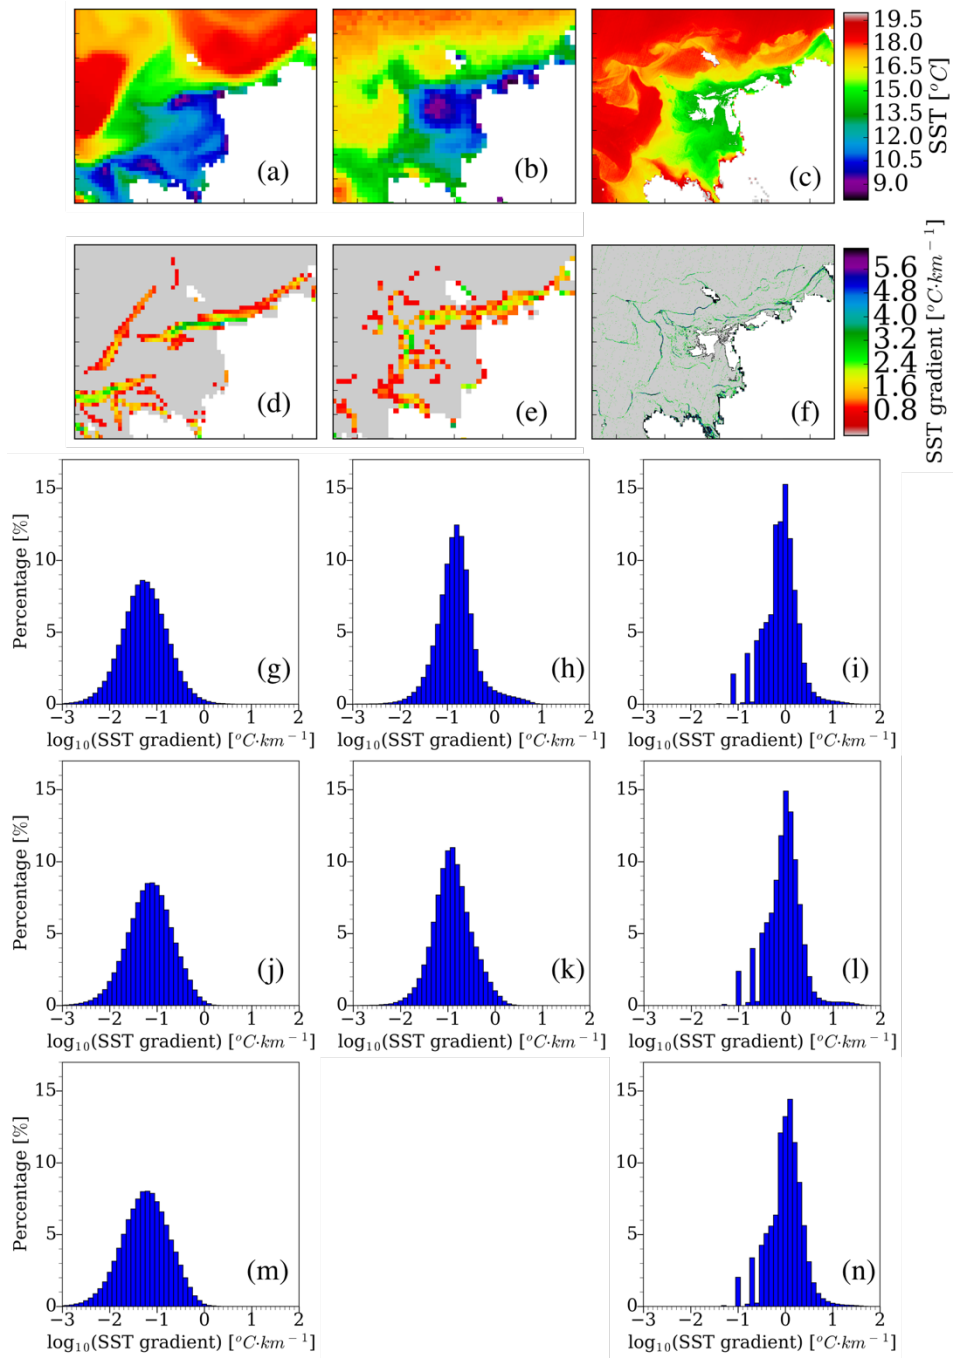 (a)
(b)
(c)
19.5
18.0
16.5
15.0
13.5
12.0
10.5
9.0
SST [°C]
(d)
(e)
(f)
5.6
4.8
4.0
3.2
2.4
1.6
0.8
SST gradient [°C·km⁻¹]
Percentage [%]
15
10
5
0
−3 −2 −1 0 1 2
log₁₀(SST gradient) [°C·km⁻¹]
(g)
15
10
5
0
−3 −2 −1 0 1 2
log₁₀(SST gradient) [°C·km⁻¹]
(h)
15
10
5
0
−3 −2 −1 0 1 2
log₁₀(SST gradient) [°C·km⁻¹]
(i)
Percentage [%]
15
10
5
0
−3 −2 −1 0 1 2
log₁₀(SST gradient) [°C·km⁻¹]
(j)
15
10
5
0
−3 −2 −1 0 1 2
log₁₀(SST gradient) [°C·km⁻¹]
(k)
15
10
5
0
−3 −2 −1 0 1 2
log₁₀(SST gradient) [°C·km⁻¹]
(l)
Percentage [%]
15
10
5
0
−3 −2 −1 0 1 2
log₁₀(SST gradient) [°C·km⁻¹]
(m)
15
10
5
0
−3 −2 −1 0 1 2
log₁₀(SST gradient) [°C·km⁻¹]
(n)